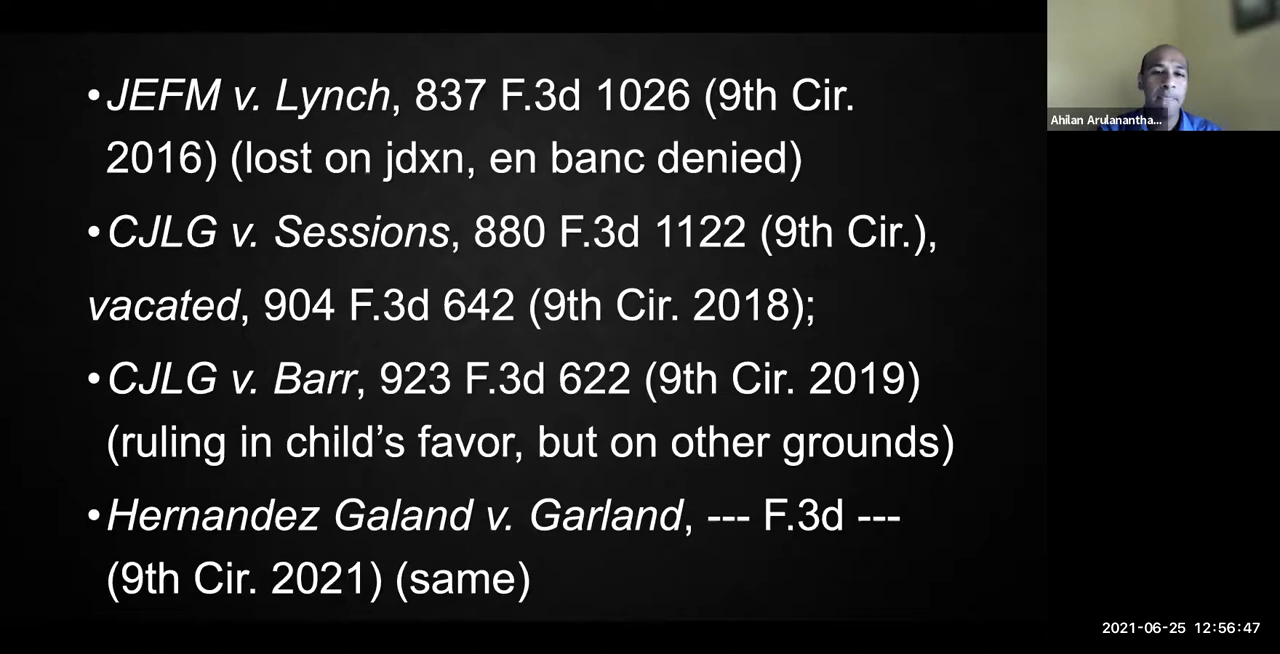 •JEFM v. Lynch, 837 F.3d 1026 (9th Cir.
2016) (lost on jdxn, en banc denied)
•CJLG v. Sessions, 880 F.3d 1122 (9th Cir.),
vacated, 904 F.3d 642 (9th Cir. 2018);
•CJLG v. Barr, 923 F.3d 622 (9th Cir. 2019)
(ruling in child’s favor, but on other grounds)
•Hernandez Galand v. Garland, --- F.3d ---
(9th Cir. 2021) (same)
Ahilan Arulanantha...
2021-06-25 12:56:47